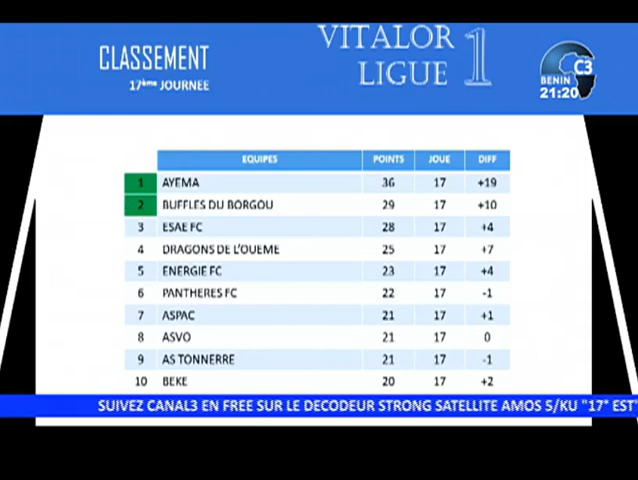 CLASSEMENT
17ème JOURNEE
VITALOR
LIGUE 1
C3
BENIN
21:20
EQUIPES POINTS JOUE DIFF
1 AYEMA 36 17 +19
2 BUFFLES DU BORGOU 29 17 +10
3 ESAE FC 28 17 +4
4 DRAGONS DE L'OUEME 25 17 +7
5 ENERGIE FC 23 17 +4
6 PANTHERES FC 22 17 -1
7 ASPAC 21 17 +1
8 ASVO 21 17 0
9 AS TONNERRE 21 17 -1
10 BEKE 20 17 +2
SUIVEZ CANAL3 EN FREE SUR LE DECODEUR STRONG SATELLITE AMOS 5/KU "17° EST"